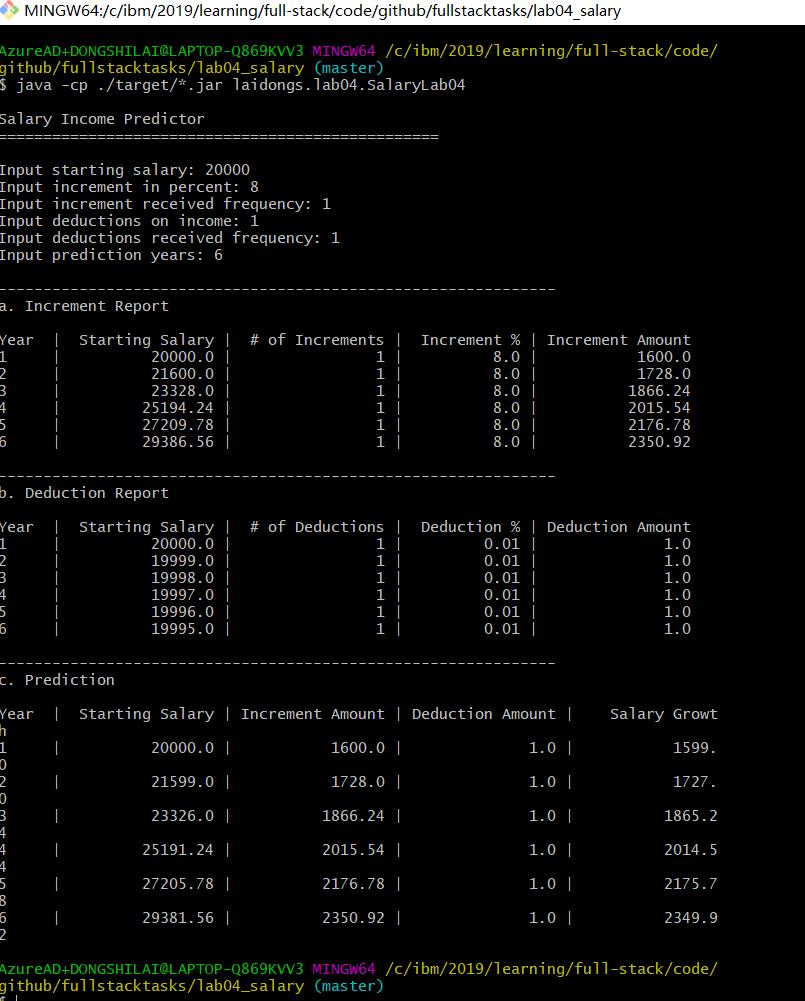 MINGW64:/c/ibm/2019/learning/full-stack/code/github/fullstacktasks/lab04_salary
AzureAD+DONGSHILAI@LAPTOP-Q869KVV3 MINGW64 /c/ibm/2019/learning/full-stack/code/
github/fullstacktasks/lab04_salary (master)
$ java -cp ./target/*.jar laidongs.lab04.SalaryLab04
Salary Income Predictor
==================================================
Input starting salary: 20000
Input increment in percent: 8
Input increment received frequency: 1
Input deductions on income: 1
Input deductions received frequency: 1
Input prediction years: 6
---------------------------------------------------------------
a. Increment Report
Year | Starting Salary | # of Increments | Increment % | Increment Amount
1 | 20000.0 | 1 | 8.0 | 1600.0
2 | 21600.0 | 1 | 8.0 | 1728.0
3 | 23328.0 | 1 | 8.0 | 1866.24
4 | 25194.24 | 1 | 8.0 | 2015.54
5 | 27209.78 | 1 | 8.0 | 2176.78
6 | 29386.56 | 1 | 8.0 | 2350.92
---------------------------------------------------------------
b. Deduction Report
Year | Starting Salary | # of Deductions | Deduction % | Deduction Amount
1 | 20000.0 | 1 | 0.01 | 1.0
2 | 19999.0 | 1 | 0.01 | 1.0
3 | 19998.0 | 1 | 0.01 | 1.0
4 | 19997.0 | 1 | 0.01 | 1.0
5 | 19996.0 | 1 | 0.01 | 1.0
6 | 19995.0 | 1 | 0.01 | 1.0
---------------------------------------------------------------
c. Prediction
Year | Starting Salary | Increment Amount | Deduction Amount | Salary Growt
h
1 | 20000.0 | 1600.0 | 1.0 | 1599.
0
2 | 21599.0 | 1728.0 | 1.0 | 1727.
0
3 | 23326.0 | 1866.24 | 1.0 | 1865.2
4
4 | 25191.24 | 2015.54 | 1.0 | 2014.5
4
5 | 27205.78 | 2176.78 | 1.0 | 2175.7
8
6 | 29381.56 | 2350.92 | 1.0 | 2349.9
2
AzureAD+DONGSHILAI@LAPTOP-Q869KVV3 MINGW64 /c/ibm/2019/learning/full-stack/code/
github/fullstacktasks/lab04_salary (master)
$